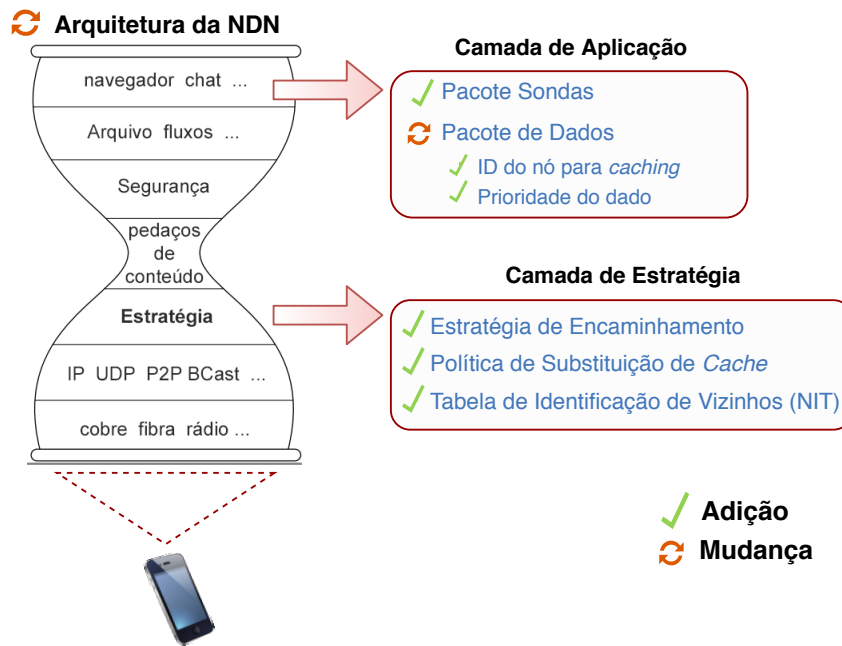 Arquitetura da NDN
navegador chat ...
Arquivo fluxos ...
Segurança
pedaços
de
conteúdo
Estratégia
IP UDP P2P BCast ...
cobre fibra rádio ...
Camada de Aplicação
Pacote Sondas
Pacote de Dados
ID do nó para caching
Prioridade do dado
Camada de Estratégia
Estratégia de Encaminhamento
Política de Substituição de Cache
Tabela de Identificação de Vizinhos (NIT)
Adição
Mudança